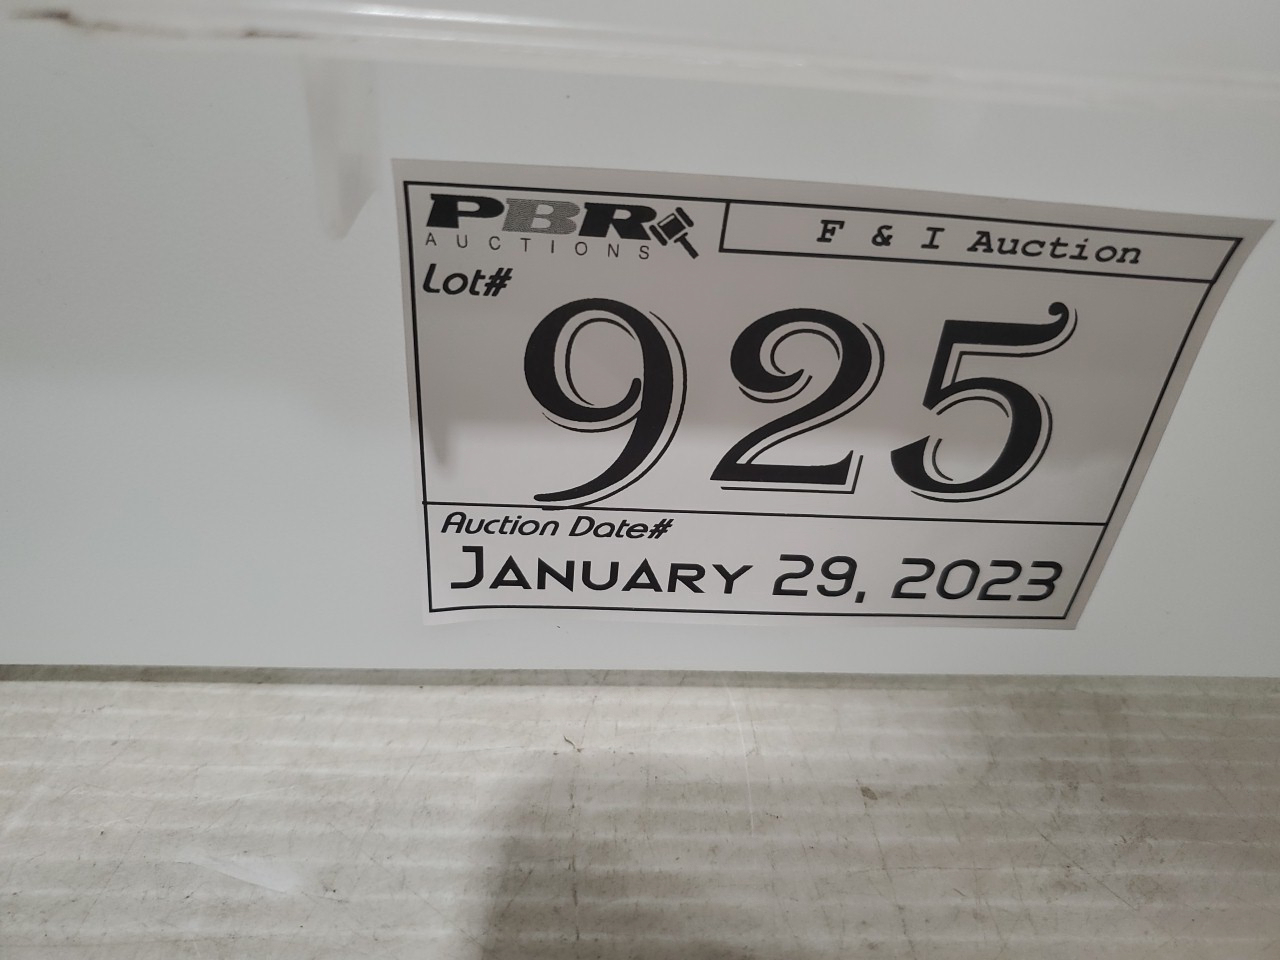 PBR
AUCTIONS
F & I Auction
Lot#
925
Auction Date#
JANUARY 29, 2023